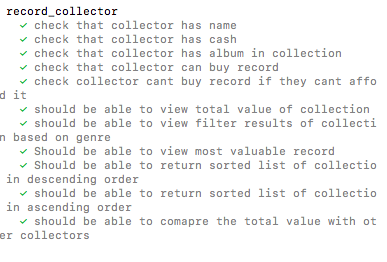 record_collector
✓ check that collector has name
✓ check that collector has cash
✓ check that collector has album in collection
✓ check that collector can buy record
✓ check collector cant buy record if they cant affo
d it
✓ should be able to view total value of collection
✓ should be able to view filter results of collecti
n based on genre
✓ Should be able to view most valuable record
✓ Should be able to return sorted list of collectio
in descending order
✓ should be able to return sorted list of collectio
in ascending order
✓ should be able to comapre the total value with ot
er collectors